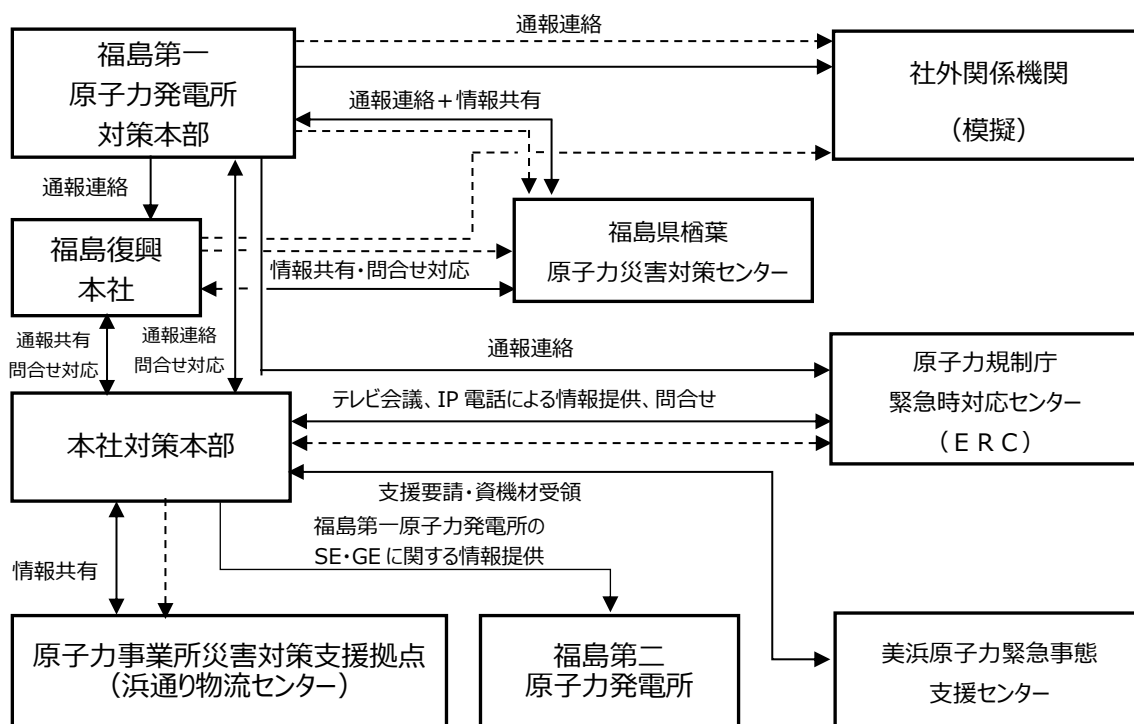 通報連絡
福島第一
原子力発電所
対策本部
社外関係機関
（模擬）
通報連絡＋情報共有
通報連絡
福島復興
本社
福島県楢葉
原子力災害対策センター
情報共有・問合せ対応
通報共有
問合せ対応
通報連絡
問合せ対応
通報連絡
原子力規制庁
緊急時対応センター
（ＥＲＣ）
テレビ会議、IP 電話による情報提供、問合せ
本社対策本部
支援要請・資機材受領
福島第一原子力発電所の
SE・GE に関する情報提供
情報共有
原子力事業所災害対策支援拠点
（浜通り物流センター）
福島第二
原子力発電所
美浜原子力緊急事態
支援センター